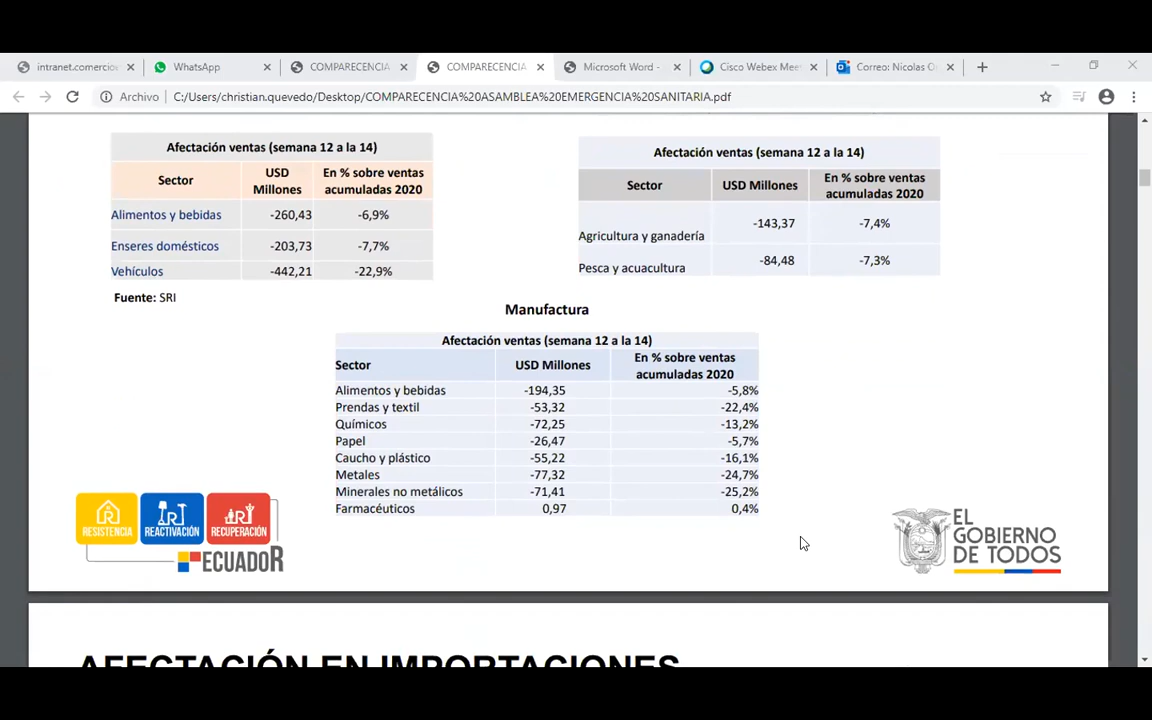 intranet.comercio
WhatsApp
COMPARECENCIA
COMPARECENCIA
Microsoft Word -
Cisco Webex Mee
Correo: Nicolas O
Archivo
C:/Users/christian.quevedo/Desktop/COMPARECENCIA%20ASAMBLEA%20EMERGENCIA%20SANITARIA.pdf
Afectación ventas (semana 12 a la 14)
Sector USD Millones En % sobre ventas acumuladas 2020
Alimentos y bebidas -260,43 -6,9%
Enseres domésticos -203,73 -7,7%
Vehículos -442,21 -22,9%
Fuente: SRI
Afectación ventas (semana 12 a la 14)
Sector USD Millones En % sobre ventas acumuladas 2020
Agricultura y ganadería -143,37 -7,4%
Pesca y acuacultura -84,48 -7,3%
Manufactura
Afectación ventas (semana 12 a la 14)
Sector USD Millones En % sobre ventas acumuladas 2020
Alimentos y bebidas -194,35 -5,8%
Prendas y textil -53,32 -22,4%
Químicos -72,25 -13,2%
Papel -26,47 -5,7%
Caucho y plástico -55,22 -16,1%
Metales -77,32 -24,7%
Minerales no metálicos -71,41 -25,2%
Farmacéuticos 0,97 0,4%
RESISTENCIA REACTIVACIÓN RECUPERACIÓN
ECUADOR
EL
GOBIERNO
DE TODOS
AFECTACIÓN EN IMPORTACIONES